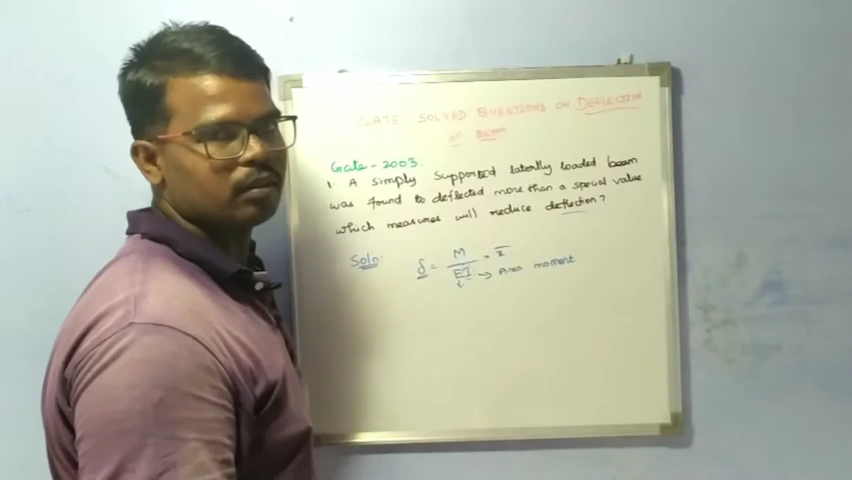 GATE SOLVED QUESTIONS ON DEFLECTION
OF BEAM
Gate - 2003.
1. A simply supported laterlly loaded beam
was found to deflected more than a special value
which measures will reduce deflection?
Soln:
δ = M / EI = I
→ Area moment